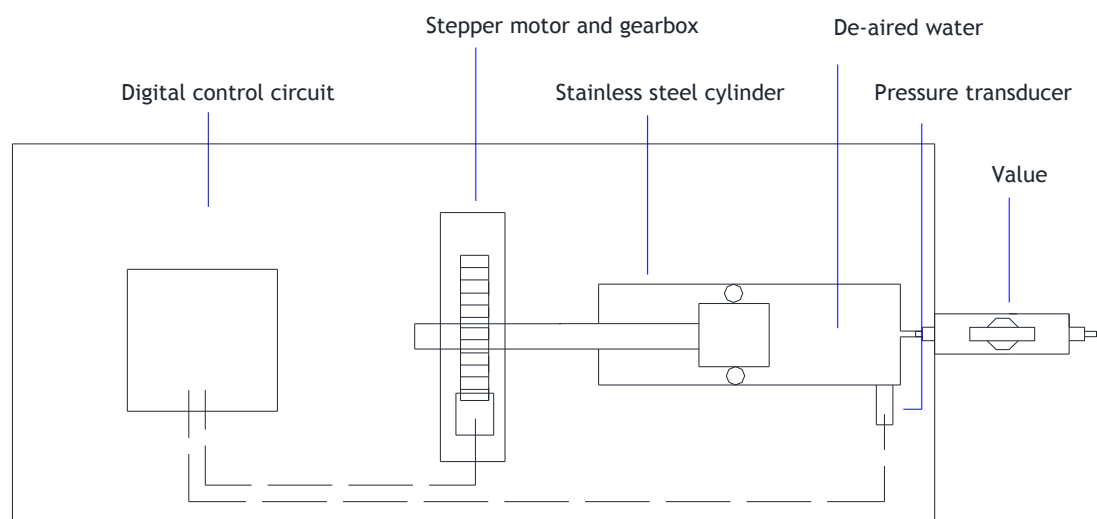 Stepper motor and gearbox
De-aired water
Digital control circuit
Stainless steel cylinder
Pressure transducer
Value